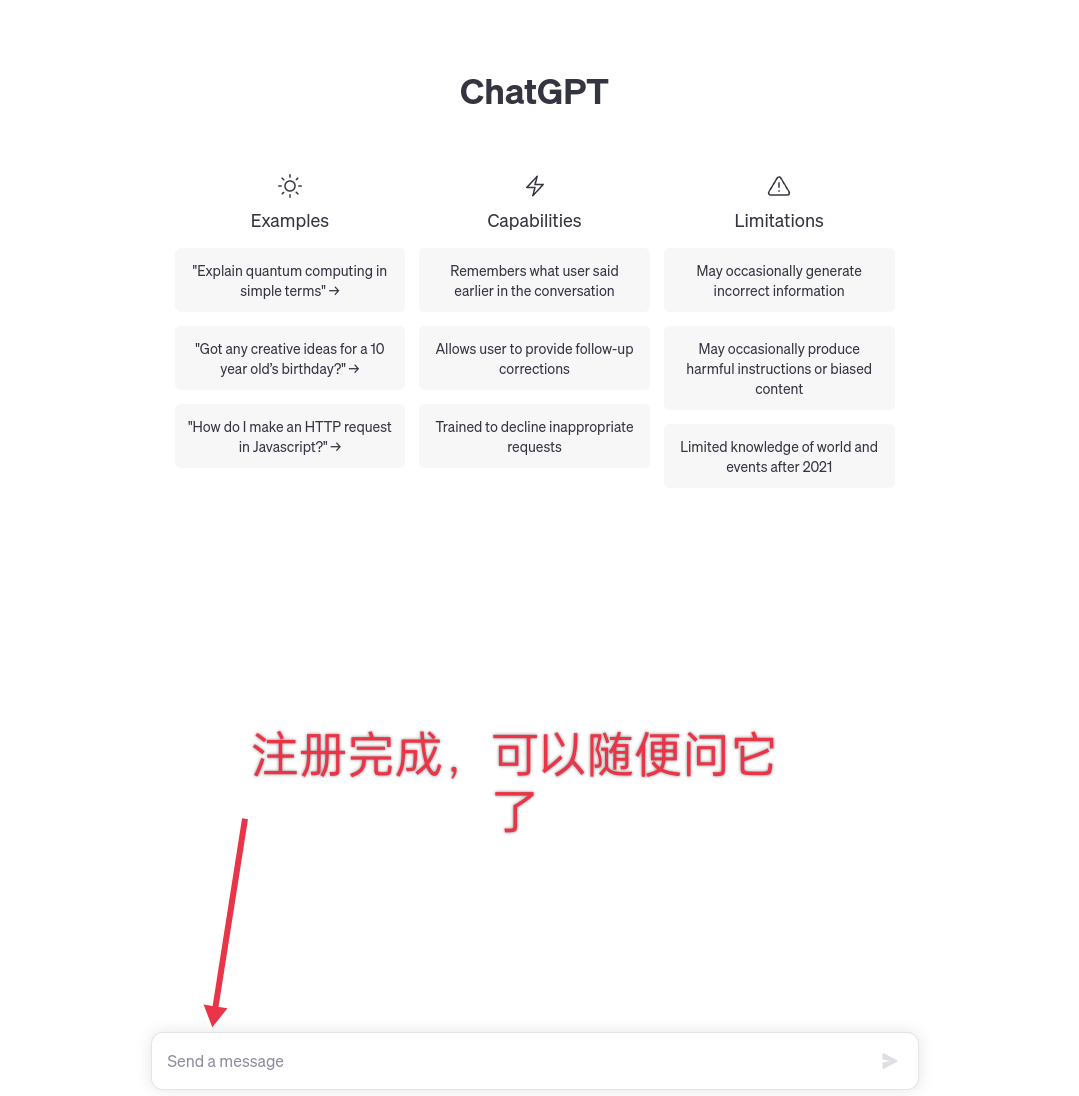 ChatGPT
Examples
"Explain quantum computing in
simple terms" →
"Got any creative ideas for a 10
year old's birthday?" →
"How do I make an HTTP request
in Javascript?" →
Capabilities
Remembers what user said
earlier in the conversation
Allows user to provide follow-up
corrections
Trained to decline inappropriate
requests
Limitations
May occasionally generate
incorrect information
May occasionally produce
harmful instructions or biased
content
Limited knowledge of world and
events after 2021
注册完成，可以随便问它
了
Send a message